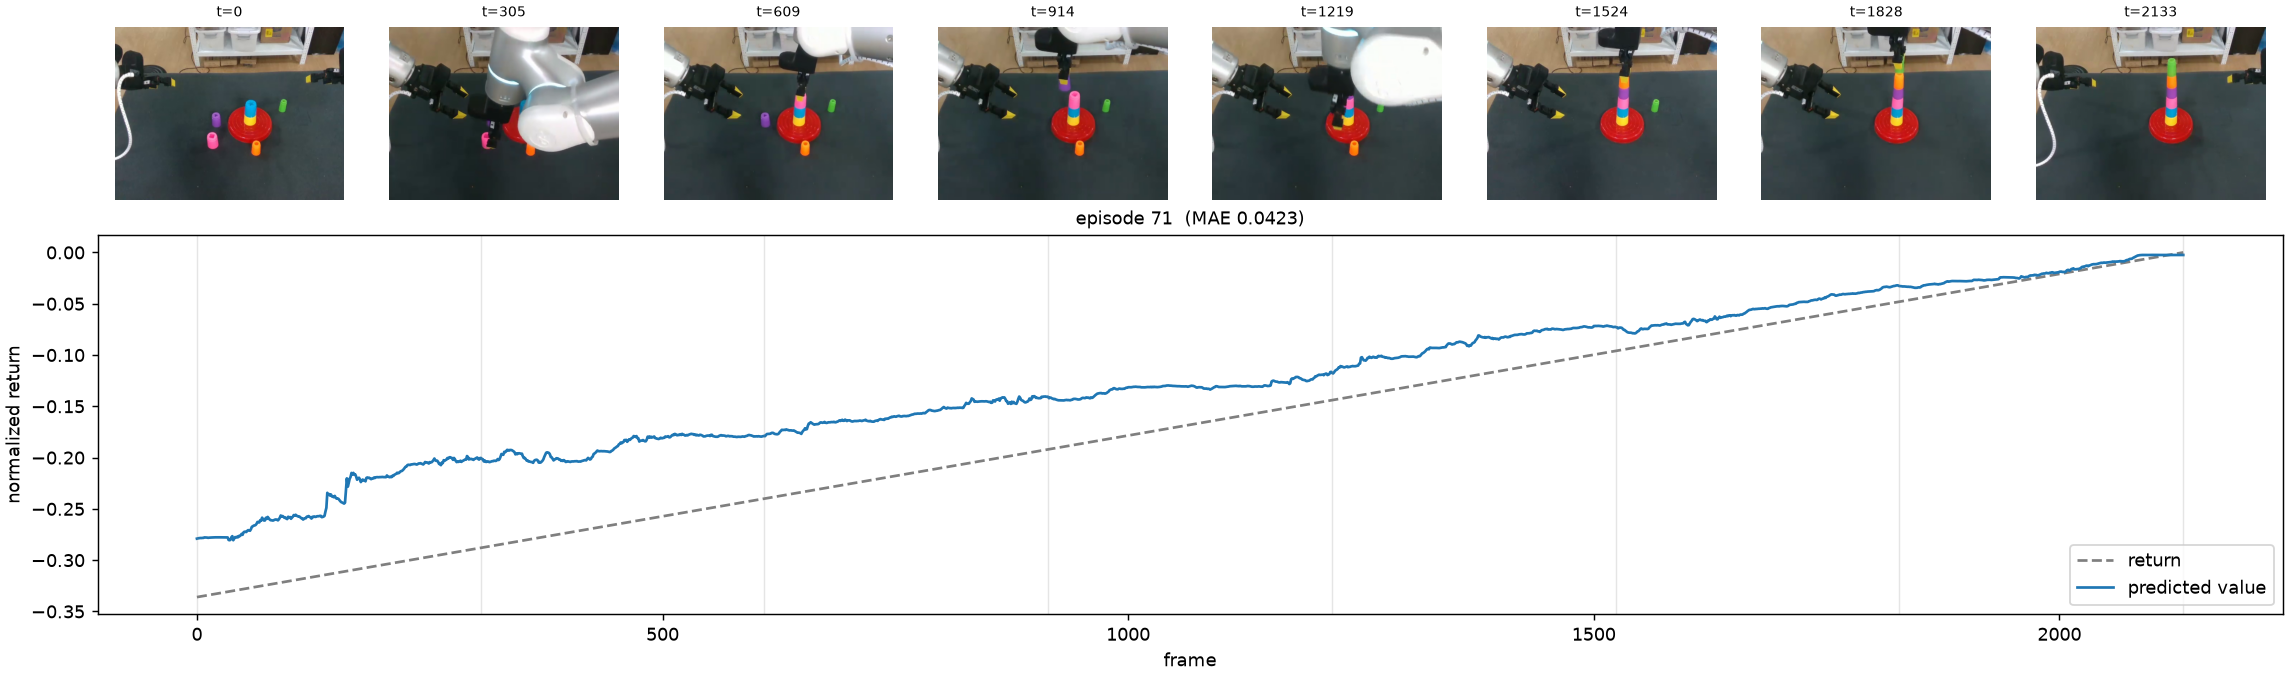 t=0 t=305 t=609 t=914 t=1219 t=1524 t=1828 t=2133
episode 71 (MAE 0.0423)
normalized return
0.00
−0.05
−0.10
−0.15
−0.20
−0.25
−0.30
−0.35
return
predicted value
0 500 1000 1500 2000
frame